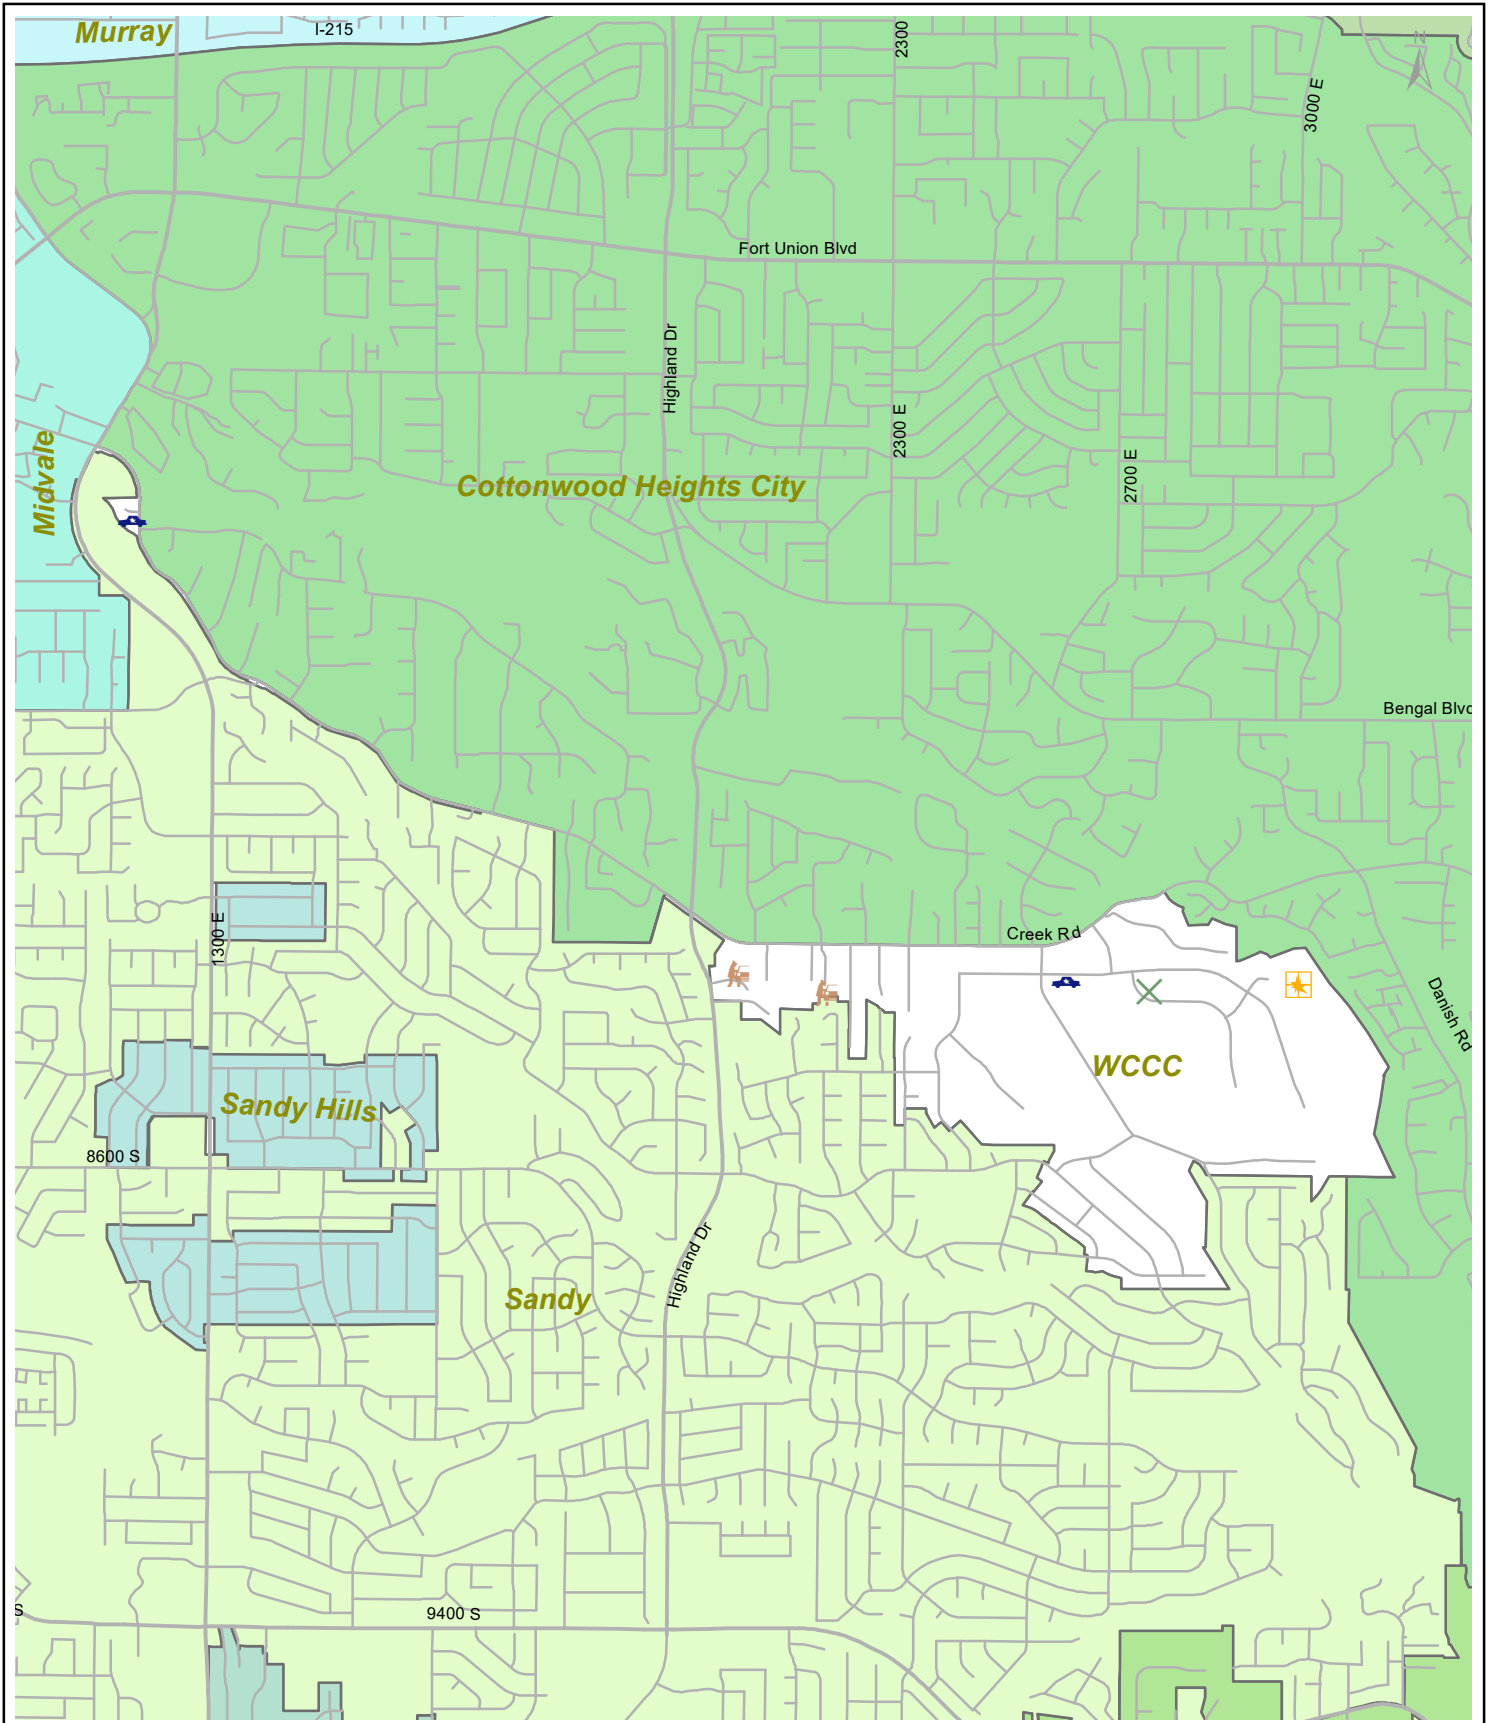 Murray
I-215
2300
N
3000 E
Fort Union Blvd
Highland Dr
2300 E
2700 E
Midvale
Cottonwood Heights City
Bengal Blvd
1300 E
Creek Rd
Danish Rd
WCCC
Sandy Hills
8600 S
Highland Dr
Sandy
S
9400 S